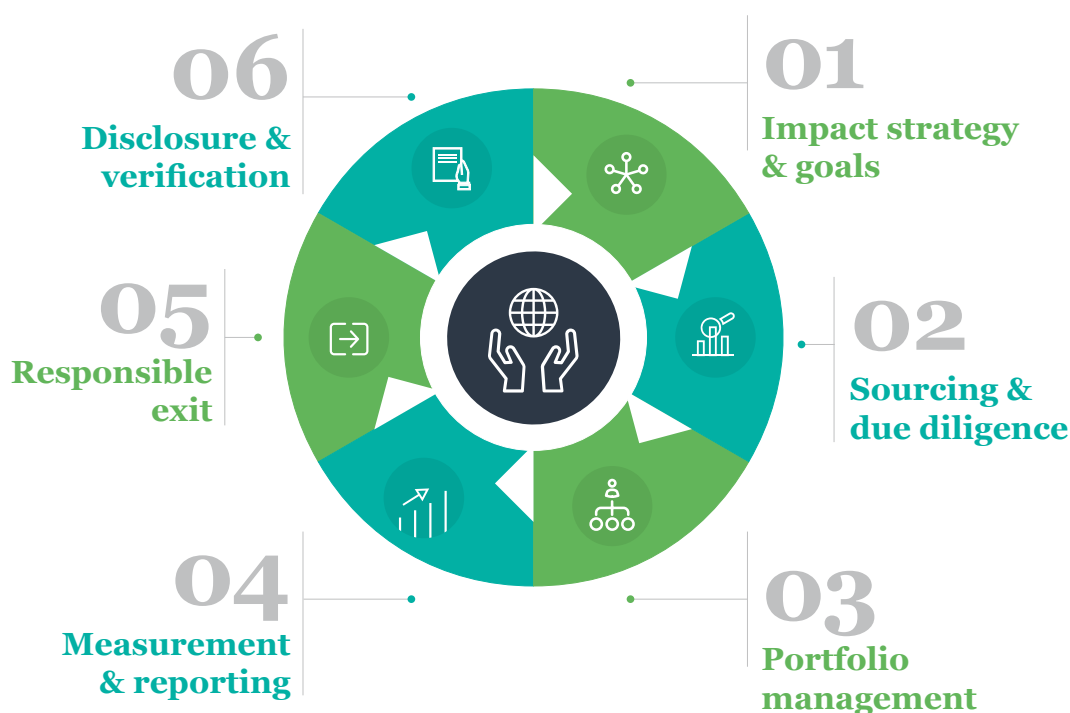 01
Impact strategy
& goals
02
Sourcing &
due diligence
03
Portfolio
management
04
Measurement
& reporting
05
Responsible
exit
06
Disclosure &
verification